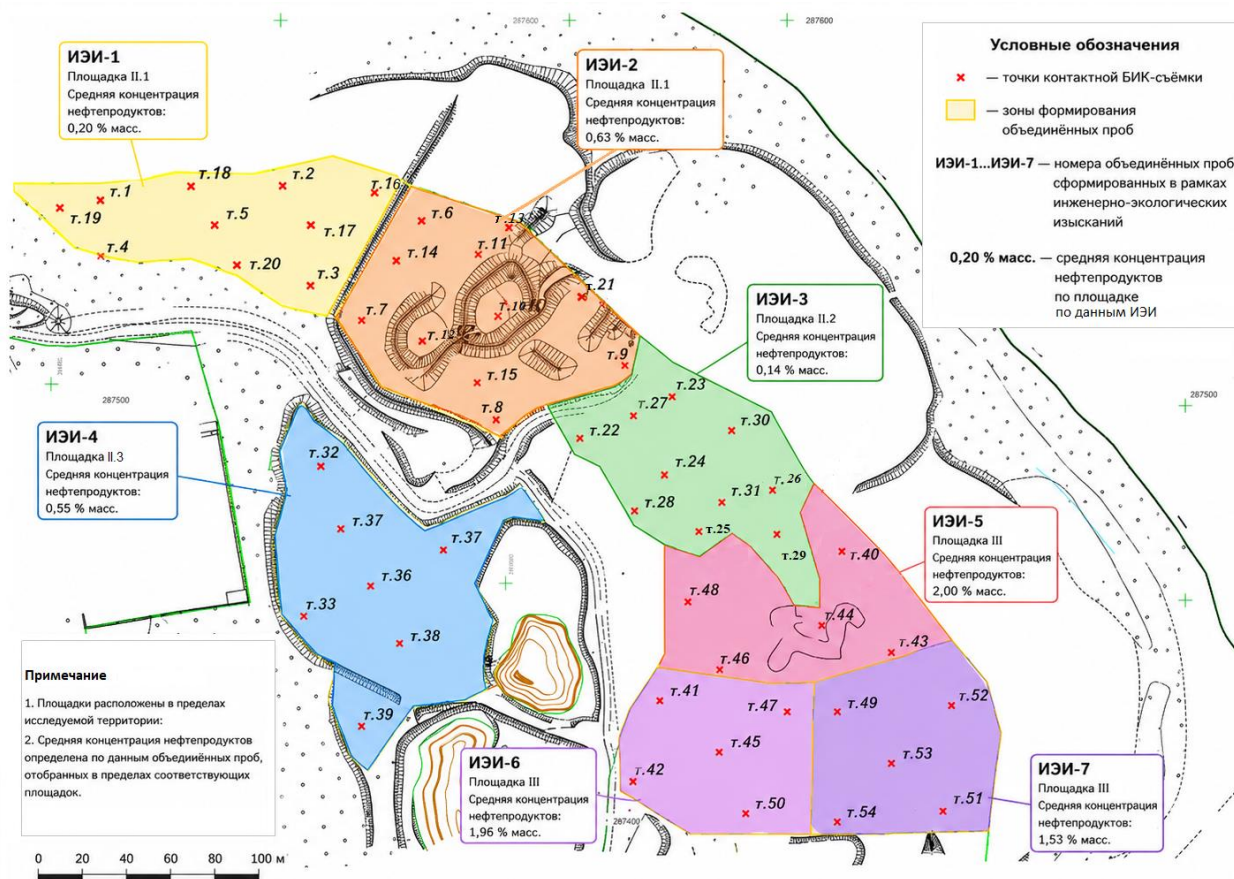 287600
287600
ИЭИ-1
Площадка II.1
Средняя концентрация
нефтепродуктов:
0,20 % масс.
ИЭИ-2
Площадка II.1
Средняя концентрация
нефтепродуктов:
0,63 % масс.
Условные обозначения
— точки контактной БИК-съёмки
— зоны формирования
объединённых проб
ИЭИ-1...ИЭИ-7 — номера объединённых проб
сформированных в рамках
инженерно-экологических
изысканий
0,20 % масс. — средняя концентрация
нефтепродуктов
по площадке
по данным ИЭИ
т.18
т.2
т.16
т.1
т.19
т.5
т.17
т.4
т.20
т.3
т.6
т.13
т.14
т.11
т.21
т.7
т.10
т.12
т.9
т.15
т.8
ИЭИ-3
Площадка II.2
Средняя концентрация
нефтепродуктов:
0,14 % масс.
287500
287500
т.23
т.27
т.30
т.22
т.24
т.26
т.28
т.31
т.25
т.29
ИЭИ-4
Площадка II.3
Средняя концентрация
нефтепродуктов:
0,55 % масс.
т.32
т.37
т.37
т.36
т.33
т.38
т.39
ИЭИ-5
Площадка III
Средняя концентрация
нефтепродуктов:
2,00 % масс.
т.40
т.48
т.44
т.43
т.46
т.41
т.47
т.49
т.52
т.45
т.53
т.42
т.50
т.54
т.51
Примечание
1. Площадки расположены в пределах
исследуемой территории:
2. Средняя концентрация нефтепродуктов
определена по данным объединённых проб,
отобранных в пределах соответствующих
площадок.
ИЭИ-6
Площадка III
Средняя концентрация
нефтепродуктов:
1,96 % масс.
287400
ИЭИ-7
Площадка III
Средняя концентрация
нефтепродуктов:
1,53 % масс.
0 20 40 60 80 100 м